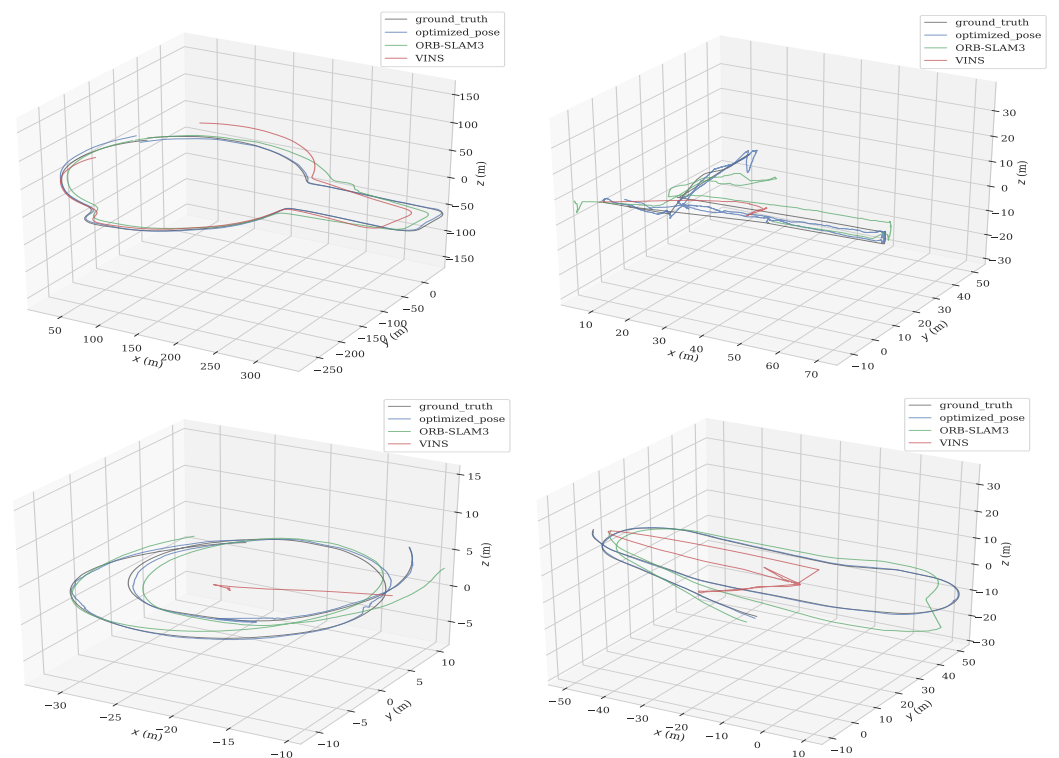 ground_truth
optimized_pose
ORB-SLAM3
VINS
150
100
50
0
−50
−100
−150
z (m)
0
−50
−100
−150
−200
−250
y (m)
50
100
150
200
250
300
x (m)
ground_truth
optimized_pose
ORB-SLAM3
VINS
30
20
10
0
−10
−20
−30
z (m)
50
40
30
20
10
0
−10
y (m)
10
20
30
40
50
60
70
x (m)
ground_truth
optimized_pose
ORB-SLAM3
VINS
15
10
5
0
−5
z (m)
10
5
0
−5
−10
y (m)
−30
−25
−20
−15
−10
x (m)
ground_truth
optimized_pose
ORB-SLAM3
VINS
30
20
10
0
−10
−20
−30
z (m)
50
40
30
20
10
0
−10
y (m)
−50
−40
−30
−20
−10
0
10
x (m)